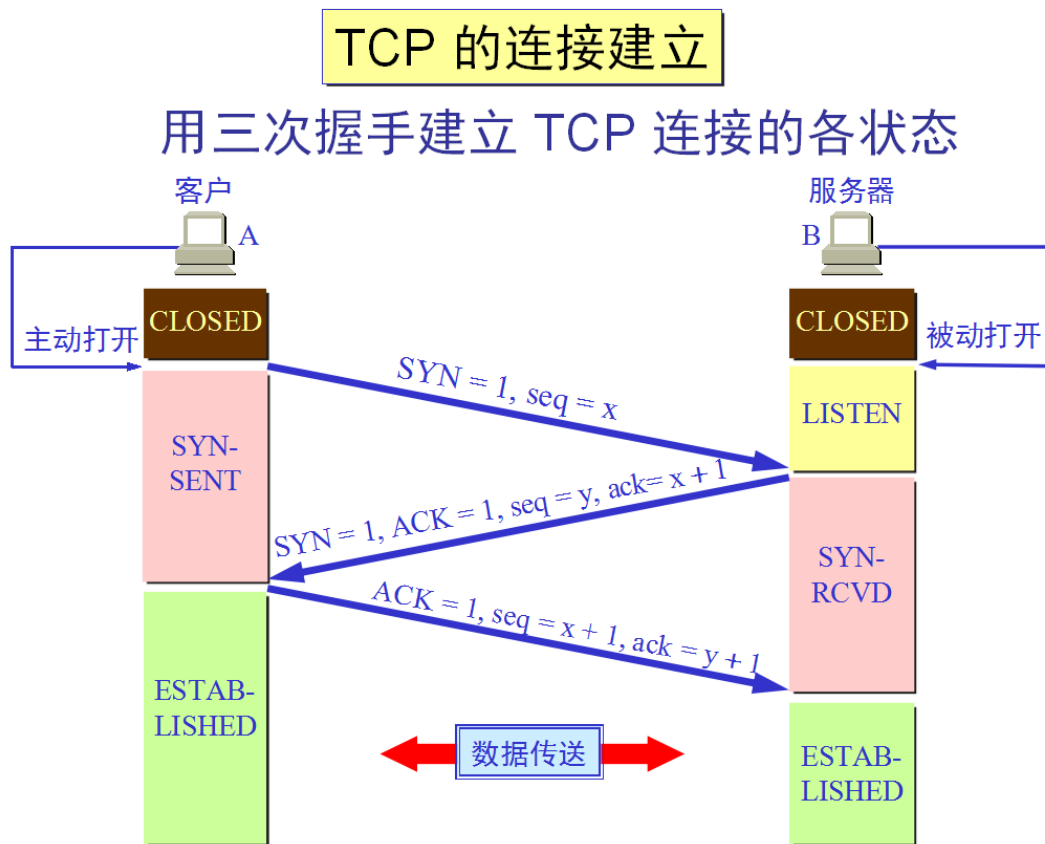 TCP 的连接建立
用三次握手建立 TCP 连接的各状态
客户
服务器
A
B
CLOSED
CLOSED
主动打开
被动打开
SYN = 1, seq = x
LISTEN
SYN-
SENT
SYN = 1, ACK = 1, seq = y, ack= x + 1
SYN-
RCVD
ACK = 1, seq = x + 1, ack = y + 1
ESTAB-
LISHED
数据传送
ESTAB-
LISHED